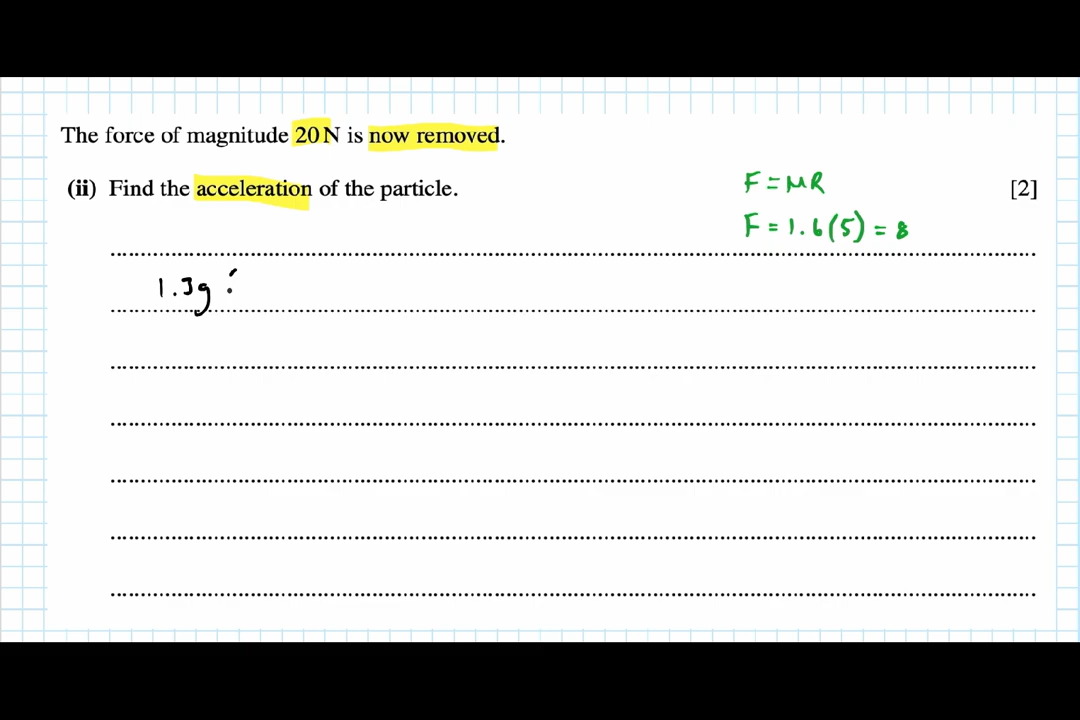 The force of magnitude 20 N is now removed.
F = μR
(ii) Find the acceleration of the particle. [2]
F = 1.6(5) = 8
1.3g